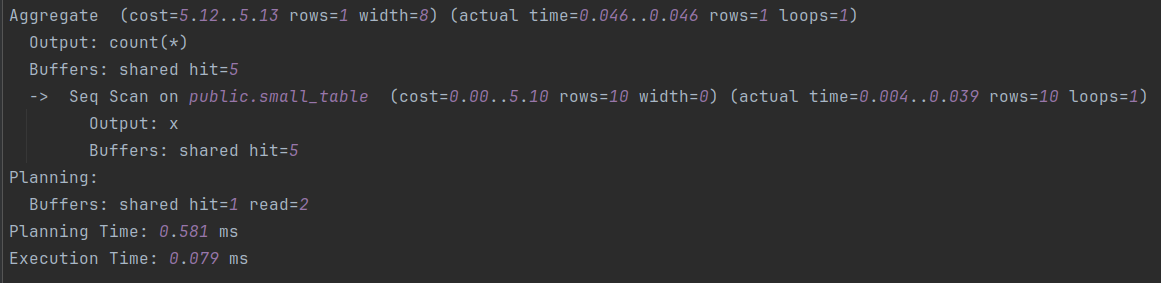 Aggregate  (cost=5.12..5.13 rows=1 width=8) (actual time=0.046..0.046 rows=1 loops=1)
  Output: count(*)
  Buffers: shared hit=5
  ->  Seq Scan on public.small_table  (cost=0.00..5.10 rows=10 width=0) (actual time=0.004..0.039 rows=10 loops=1)
        Output: x
        Buffers: shared hit=5
Planning:
  Buffers: shared hit=1 read=2
Planning Time: 0.581 ms
Execution Time: 0.079 ms